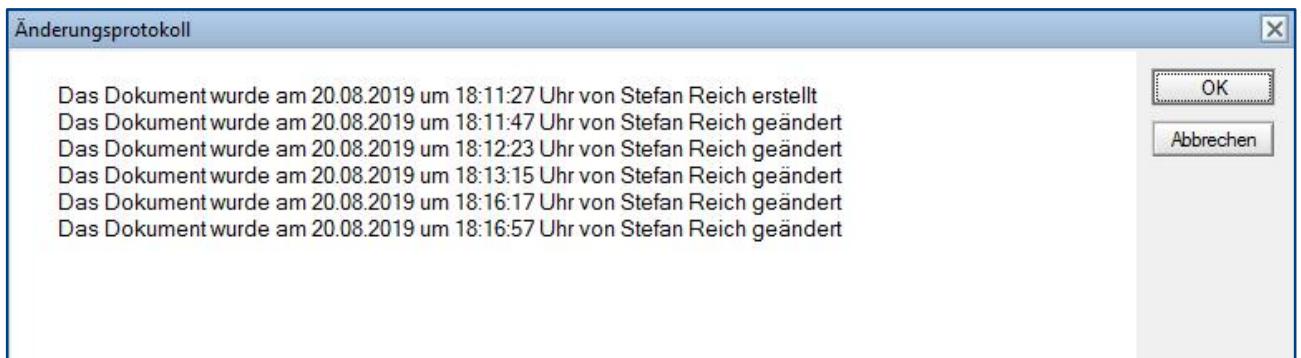 Änderungsprotokoll
Das Dokument wurde am 20.08.2019 um 18:11:27 Uhr von Stefan Reich erstellt
Das Dokument wurde am 20.08.2019 um 18:11:47 Uhr von Stefan Reich geändert
Das Dokument wurde am 20.08.2019 um 18:12:23 Uhr von Stefan Reich geändert
Das Dokument wurde am 20.08.2019 um 18:13:15 Uhr von Stefan Reich geändert
Das Dokument wurde am 20.08.2019 um 18:16:17 Uhr von Stefan Reich geändert
Das Dokument wurde am 20.08.2019 um 18:16:57 Uhr von Stefan Reich geändert
OK
Abbrechen